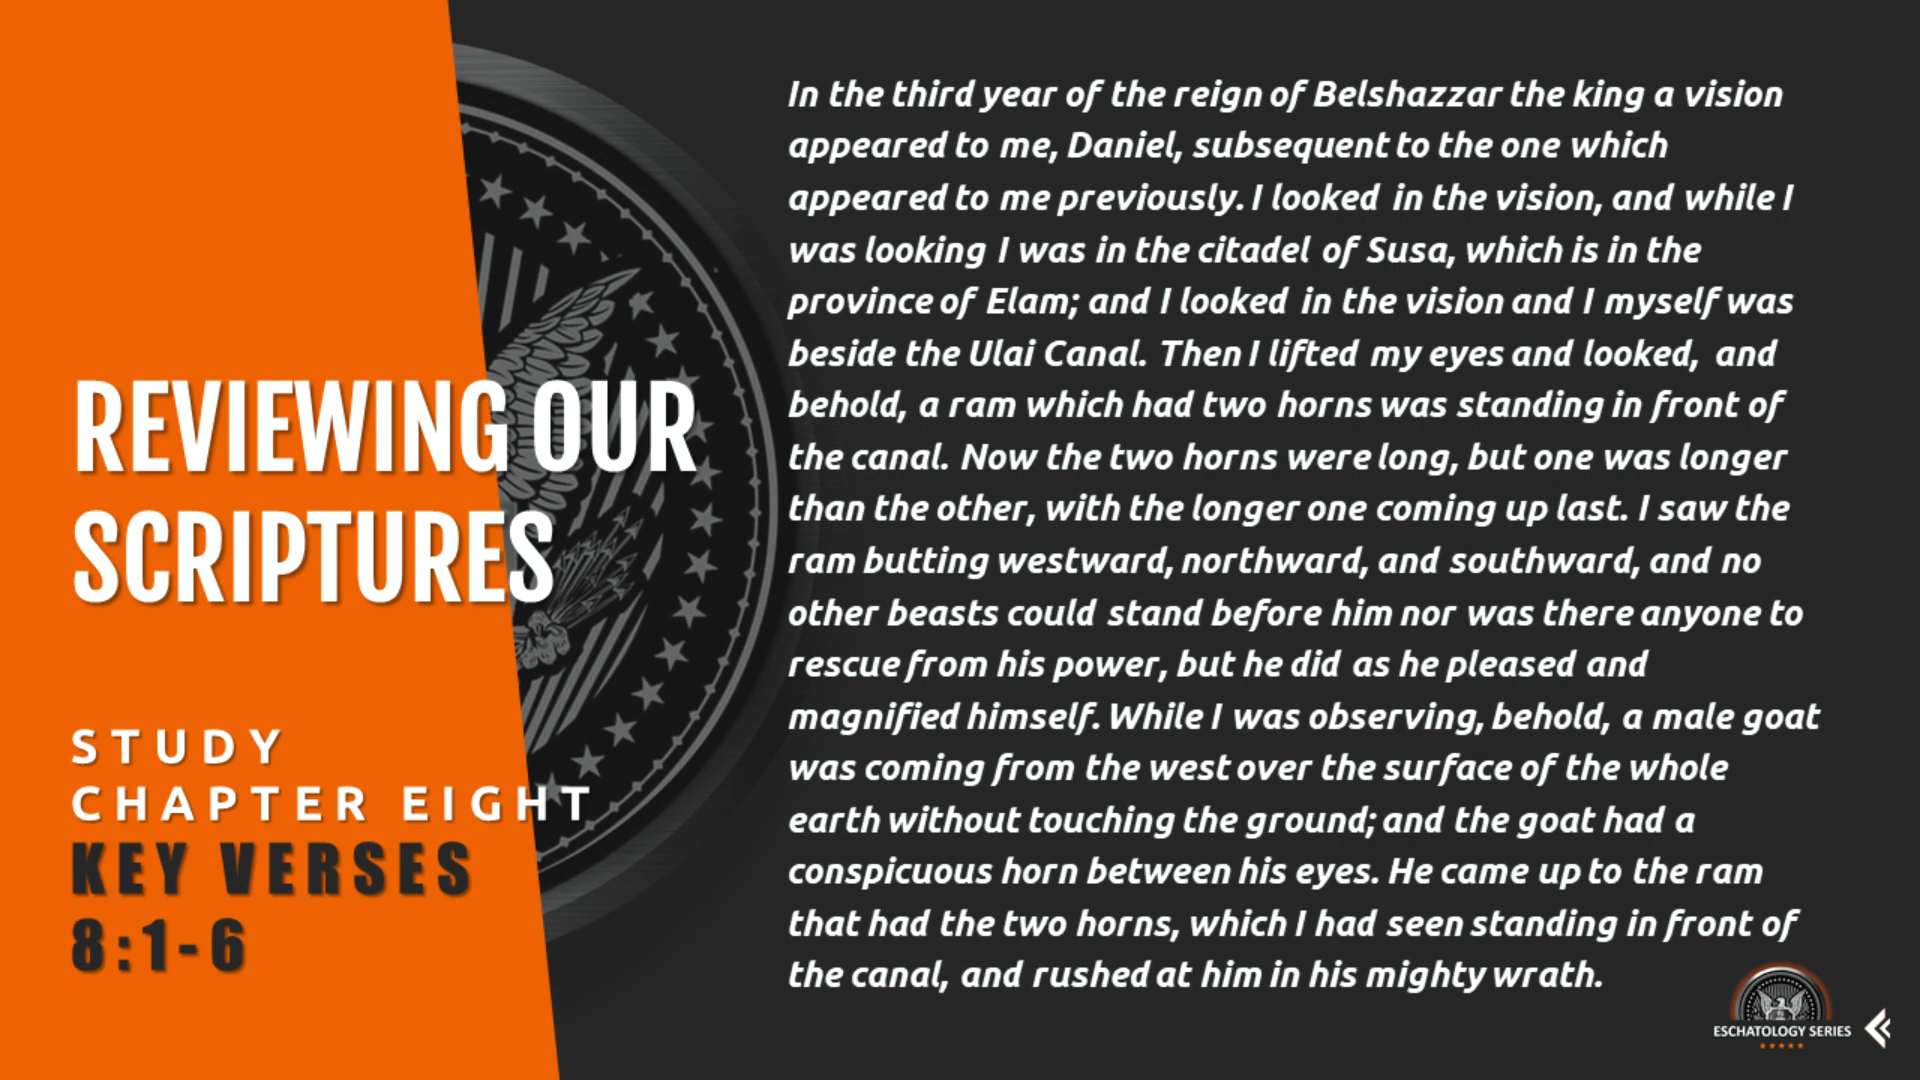 REVIEWING OUR
SCRIPTURES
STUDY
CHAPTER EIGHT
KEY VERSES
8:1-6
In the third year of the reign of Belshazzar the king a vision
appeared to me, Daniel, subsequent to the one which
appeared to me previously. I looked in the vision, and while I
was looking I was in the citadel of Susa, which is in the
province of Elam; and I looked in the vision and I myself was
beside the Ulai Canal. Then I lifted my eyes and looked, and
behold, a ram which had two horns was standing in front of
the canal. Now the two horns were long, but one was longer
than the other, with the longer one coming up last. I saw the
ram butting westward, northward, and southward, and no
other beasts could stand before him nor was there anyone to
rescue from his power, but he did as he pleased and
magnified himself. While I was observing, behold, a male goat
was coming from the west over the surface of the whole
earth without touching the ground; and the goat had a
conspicuous horn between his eyes. He came up to the ram
that had the two horns, which I had seen standing in front of
the canal, and rushed at him in his mighty wrath.
ESCHATOLOGY SERIES